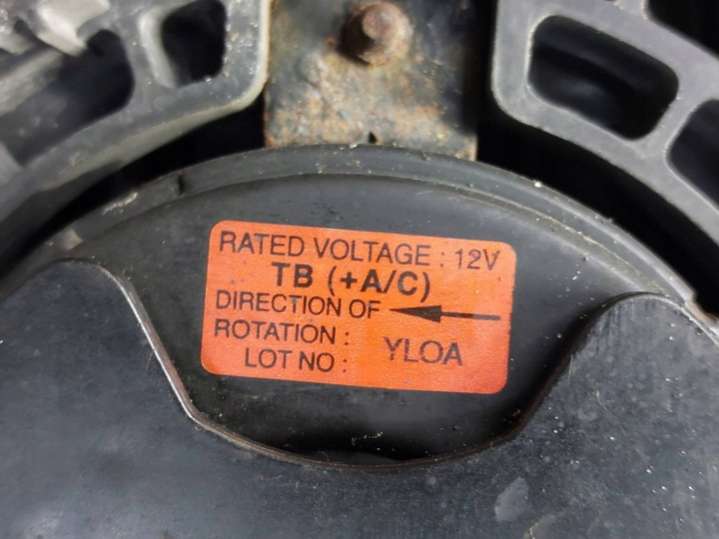 RATED VOLTAGE : 12V
TB (+A/C)
DIRECTION OF
ROTATION :
LOT NO : YLOA